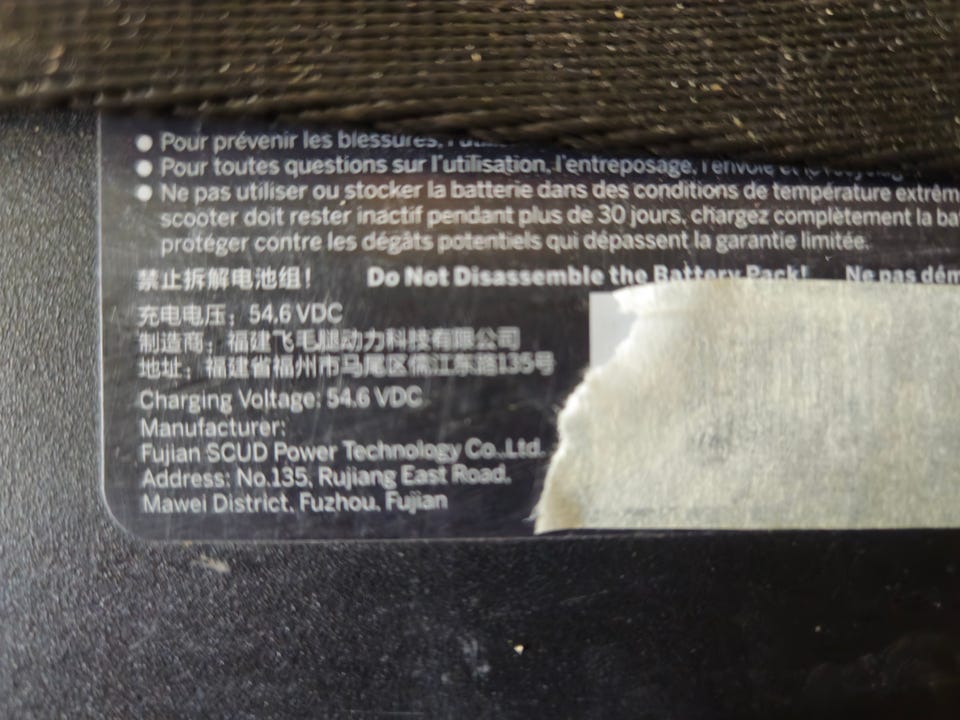 ● Pour prévenir les blessures,
● Pour toutes questions sur l'utilisation, l'entreposage, l'envoie et
● Ne pas utiliser ou stocker la batterie dans des conditions de température extrêm
scooter doit rester inactif pendant plus de 30 jours, chargez complètement la bat
protéger contre les dégâts potentiels qui dépassent la garantie limitée.
禁止拆解电池组! Do Not Disassemble the Battery Pack! Ne pas dém
充电电压: 54.6 VDC
制造商: 福建飞毛腿动力科技有限公司
地址: 福建省福州市马尾区儒江东路135号
Charging Voltage: 54.6 VDC
Manufacturer:
Fujian SCUD Power Technology Co.,Ltd.
Address: No.135, Rujiang East Road,
Mawei District, Fuzhou, Fujian